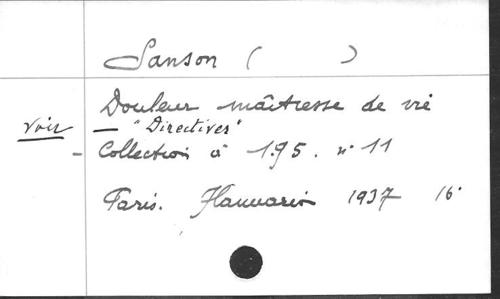 Sanson (          )
Douleur maîtresse de vie
voir — "Directives"
- Collection à 1.95. n° 11
Paris. Flammarion 1937 16°